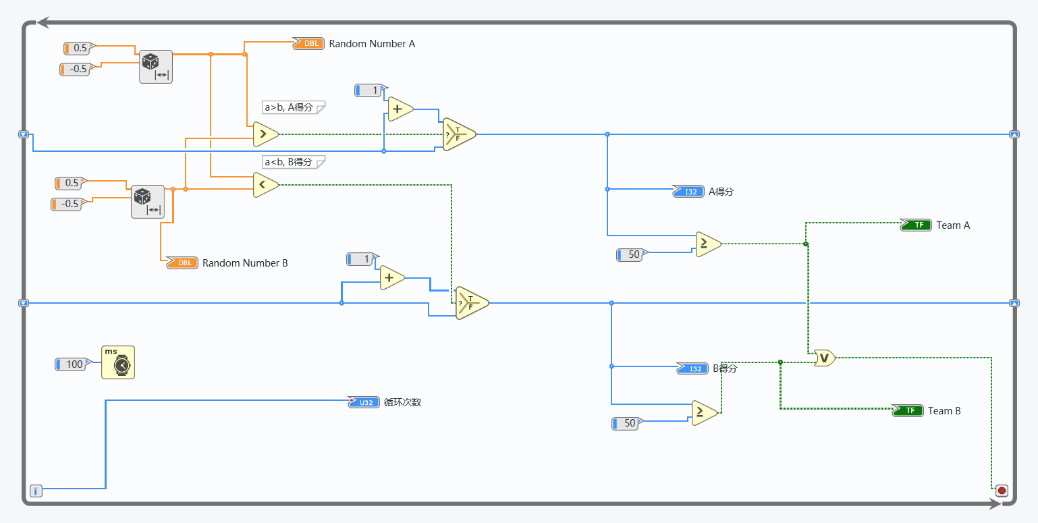 0.5
DBL
Random Number A
-0.5
1
+
a>b, A得分
T
>
?
F
a<b, B得分
0.5
<
I32
A得分
-0.5
TF
Team A
≥
50
DBL
Random Number B
1
+
T
?
F
ms
100
V
I32
B得分
U32
循环次数
TF
Team B
≥
50
i